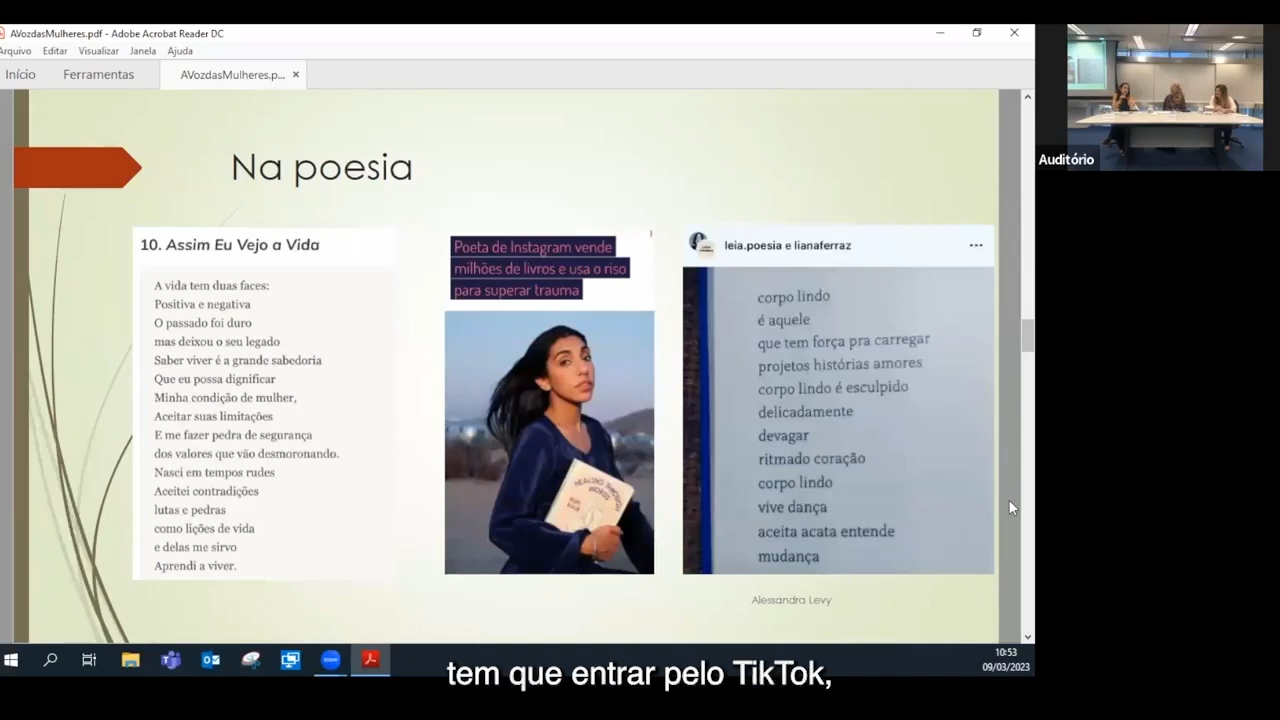 AVozdasMulheres.pdf - Adobe Acrobat Reader DC
Arquivo Editar Visualizar Janela Ajuda
Início Ferramentas AVozdasMulheres.p... ×
Na poesia
10. Assim Eu Vejo a Vida
A vida tem duas faces:
Positiva e negativa
O passado foi duro
mas deixou o seu legado
Saber viver é a grande sabedoria
Que eu possa dignificar
Minha condição de mulher,
Aceitar suas limitações
E me fazer pedra de segurança
dos valores que vão desmoronando.
Nasci em tempos rudes
Aceitei contradições
lutas e pedras
como lições de vida
e delas me sirvo
Aprendi a viver.
Poeta de Instagram vende
milhões de livros e usa o riso
para superar trauma
HEALING THROUGH
WORDS
leia.poesia e lianaferraz
corpo lindo
é aquele
que tem força pra carregar
projetos histórias amores
corpo lindo é esculpido
delicadamente
devagar
ritmado coração
corpo lindo
vive dança
aceita acata entende
mudança
Alessandra Levy
Auditório
10:53
09/03/2023
tem que entrar pelo TikTok,